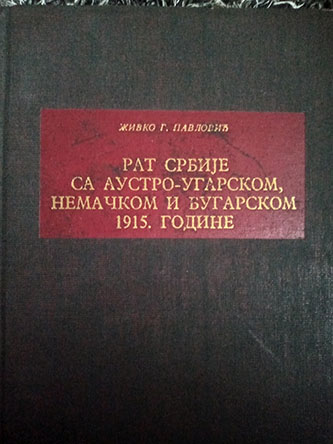 ЖИВКО Г. ПАВЛОВИЋ
РАТ СРБИЈЕ
СА АУСТРО-УГАРСКОМ,
НЕМАЧКОМ И БУГАРСКОМ
1915. ГОДИНЕ